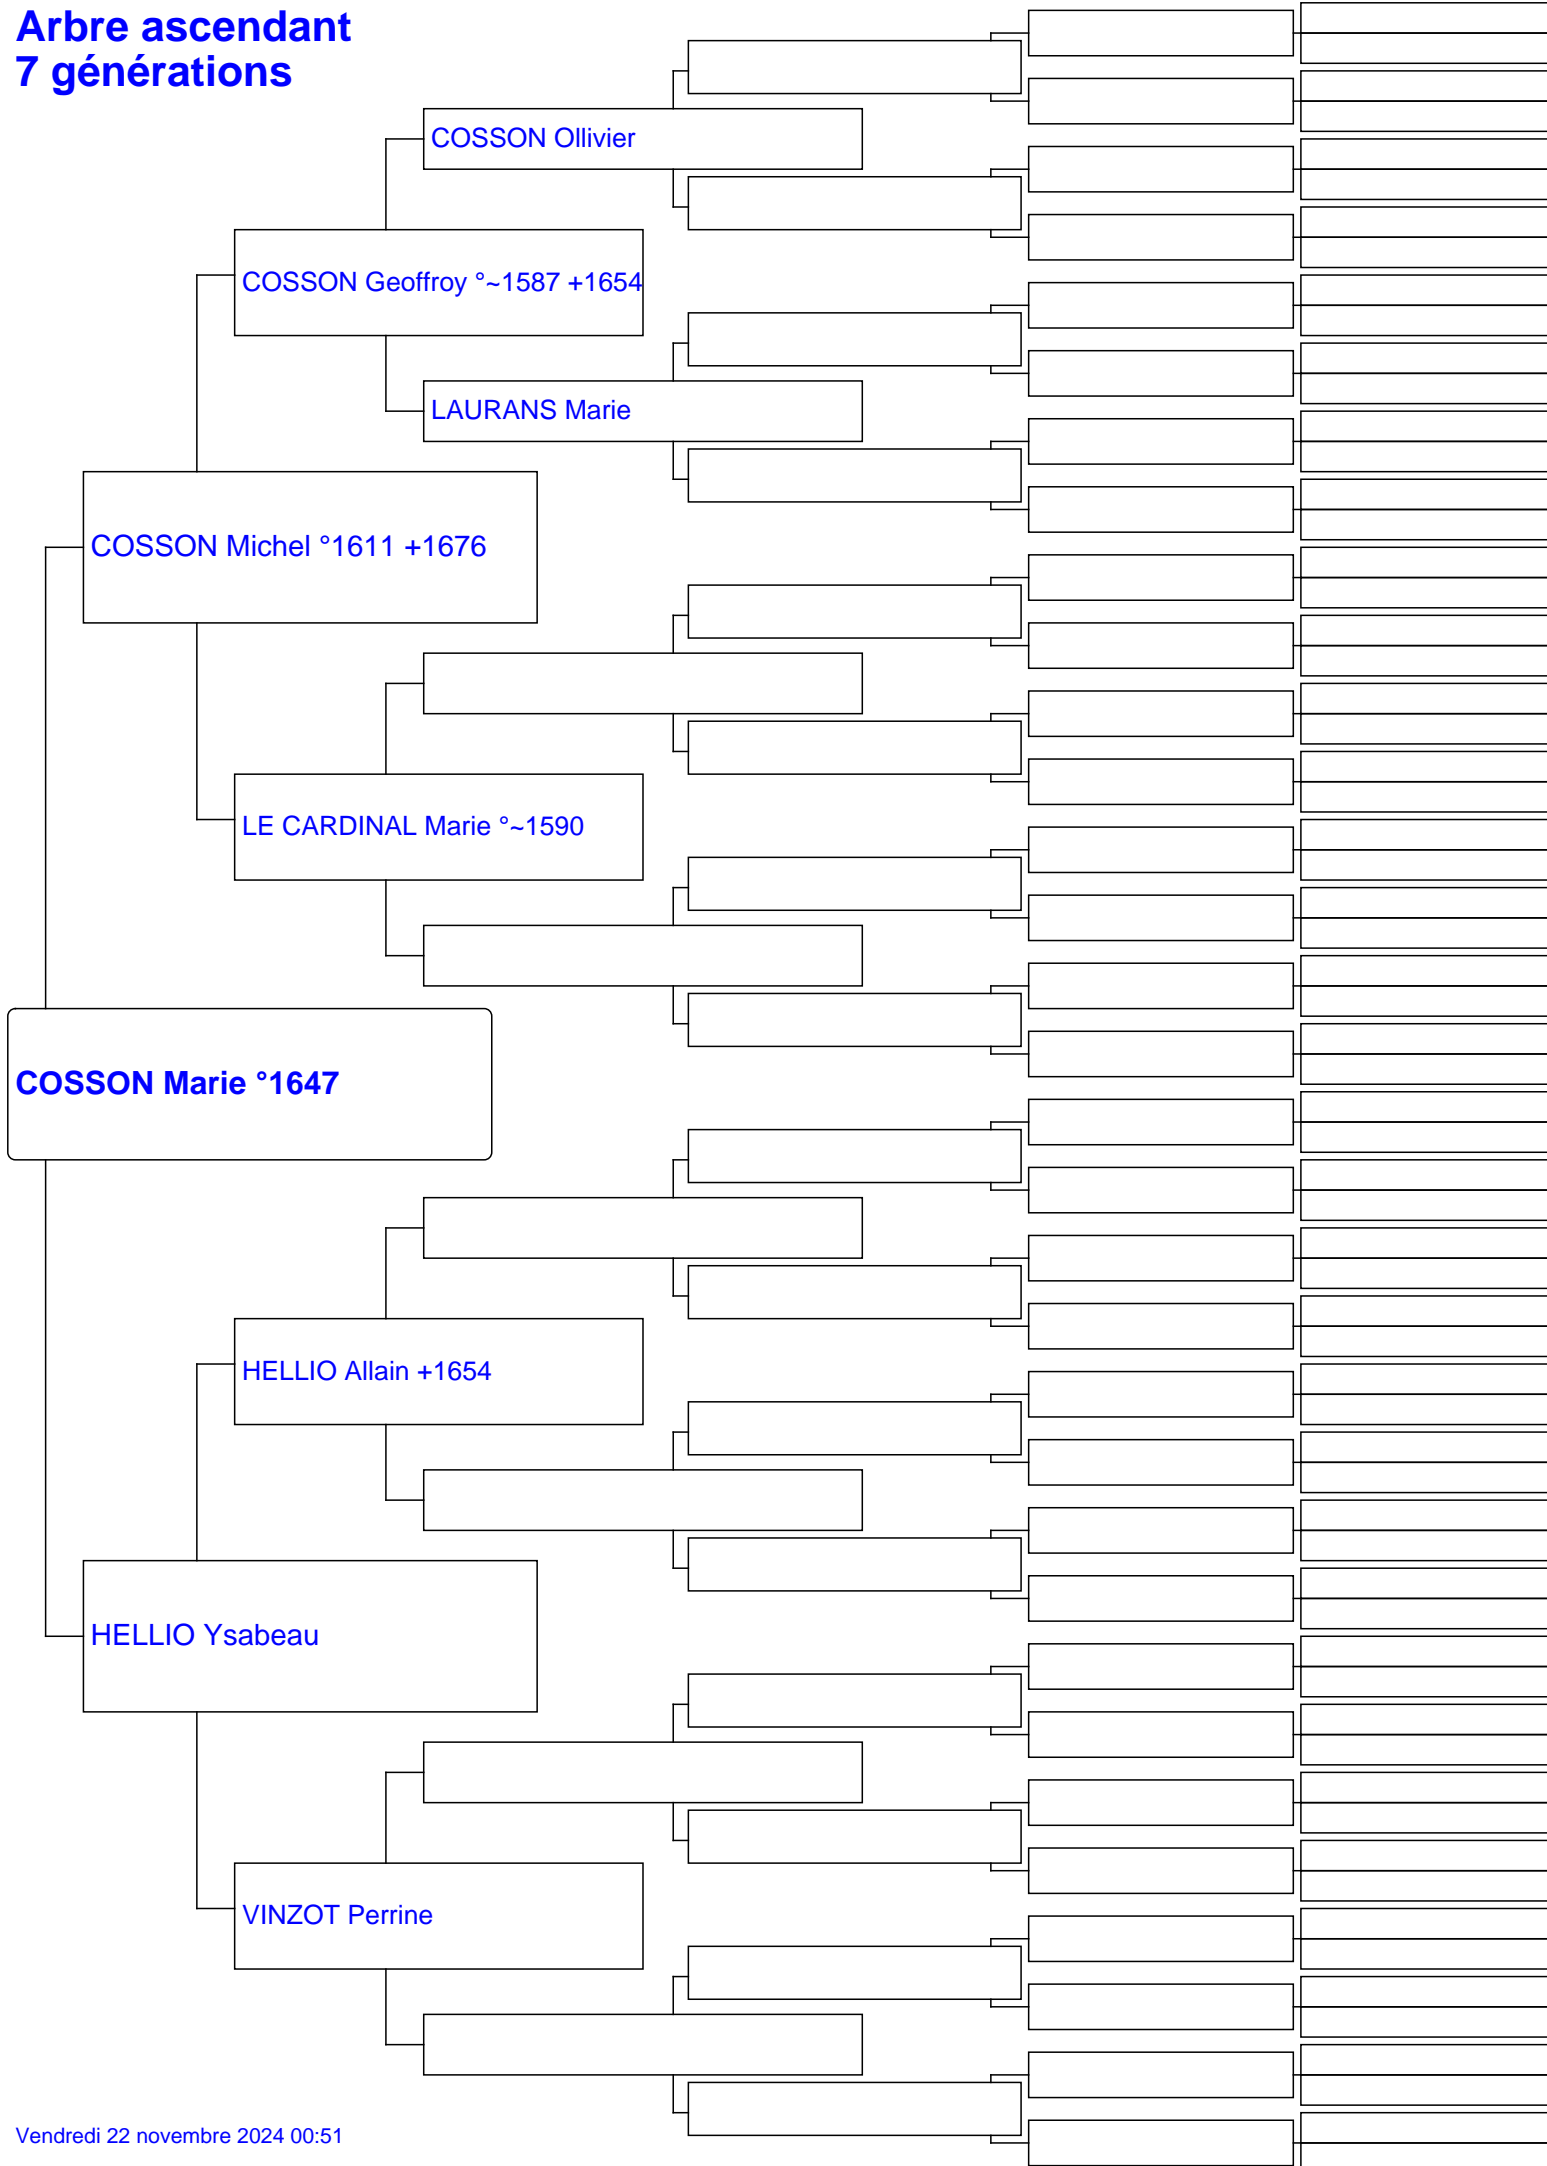 Arbre ascendant
7 générations
COSSON Ollivier
COSSON Geoffroy °~1587 +1654
LAURANS Marie
COSSON Michel °1611 +1676
LE CARDINAL Marie °~1590
COSSON Marie °1647
HELLIO Allain +1654
HELLIO Ysabeau
VINZOT Perrine
Vendredi 22 novembre 2024 00:51